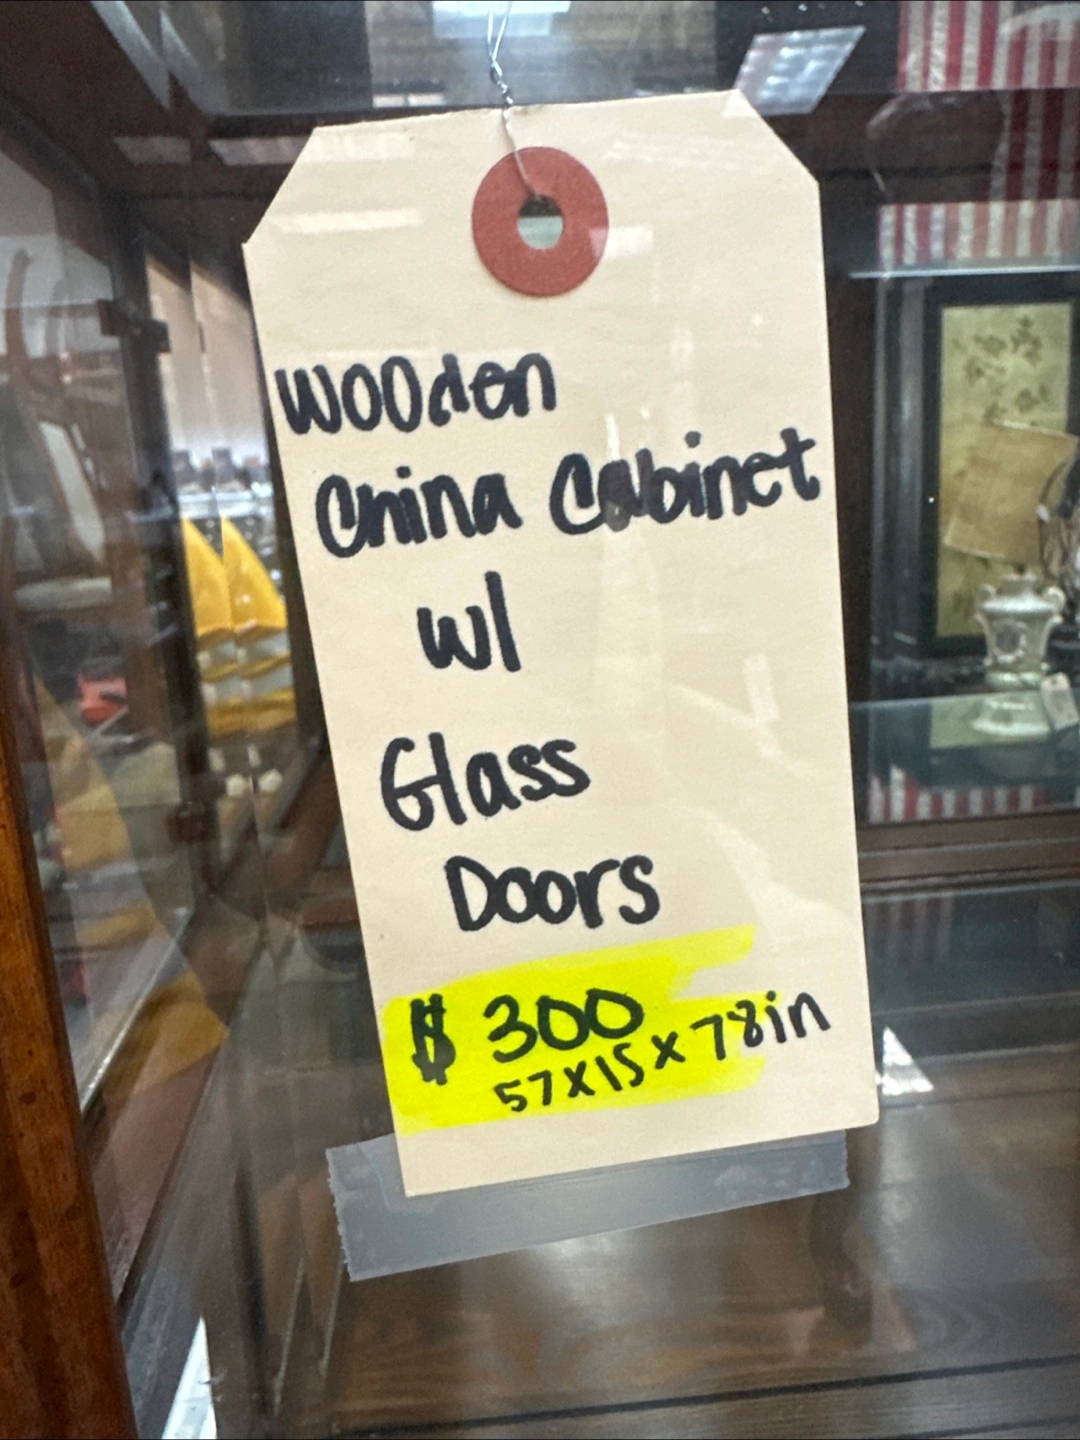 Wooden
China Cabinet
w/
Glass
Doors
$ 300
57x15x78in